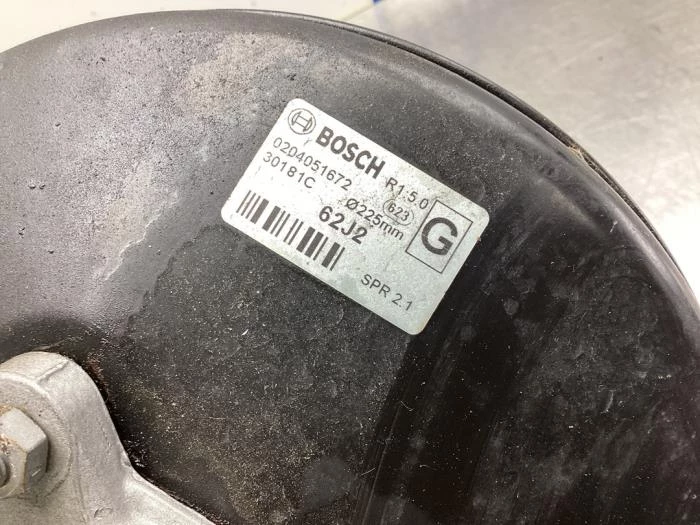 BOSCH R1:5,0
0204051672 623
30181C Ø225mm G
62J2
SPR 2.1